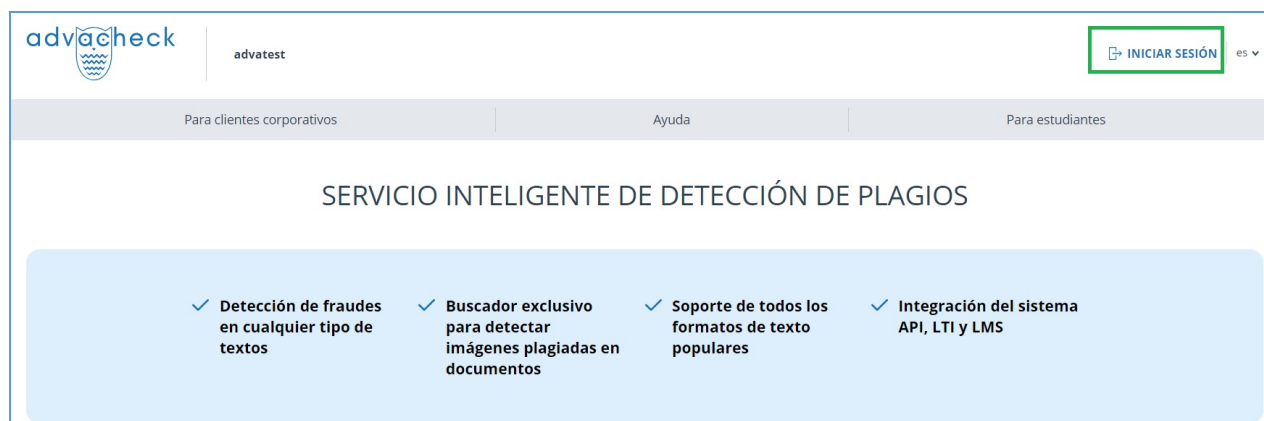 advacheck
advatest
INICIAR SESIÓN
es
Para clientes corporativos
Ayuda
Para estudiantes
SERVICIO INTELIGENTE DE DETECCIÓN DE PLAGIOS
Detección de fraudes
en cualquier tipo de
textos
Buscador exclusivo
para detectar
imágenes plagiadas en
documentos
Soporte de todos los
formatos de texto
populares
Integración del sistema
API, LTI y LMS